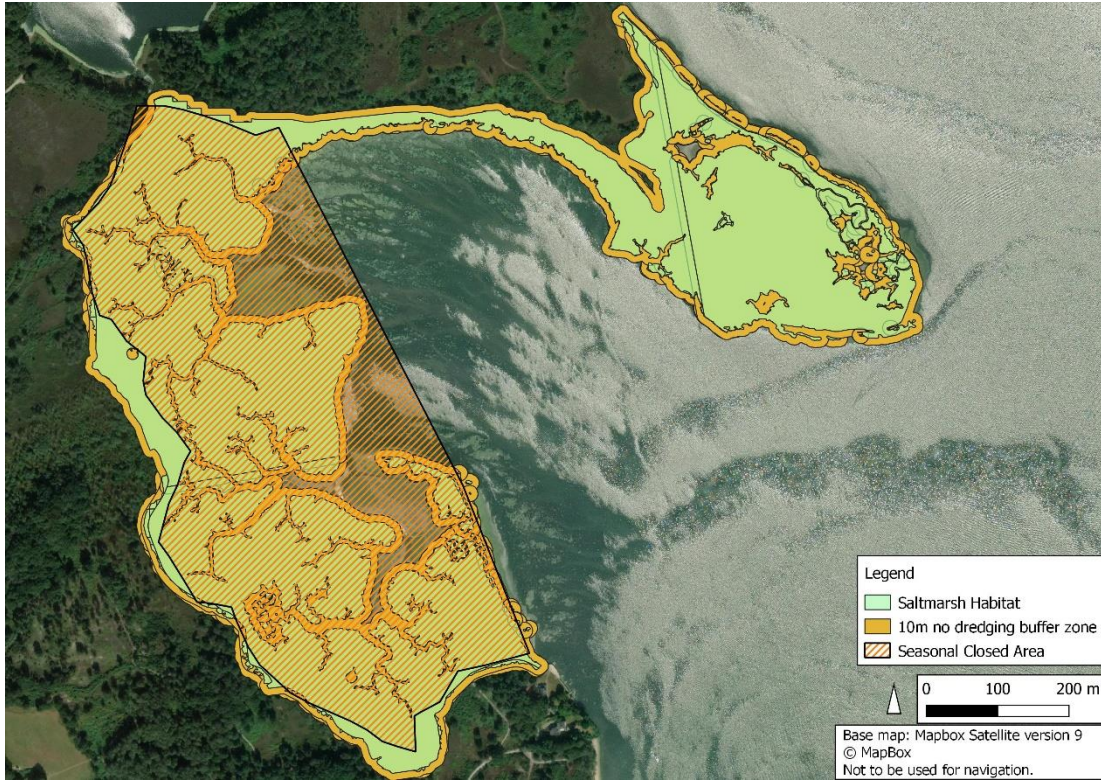 Legend
Saltmarsh Habitat
10m no dredging buffer zone
Seasonal Closed Area
0 100 200 m
Base map: Mapbox Satellite version 9
© MapBox
Not to be used for navigation.